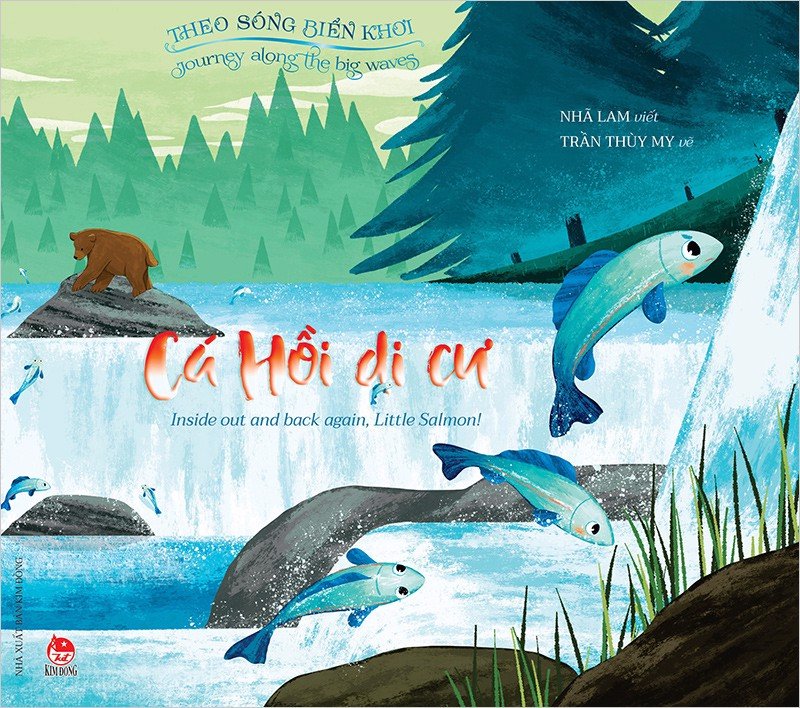 THEO SÓNG BIỂN KHƠI
Journey along the big waves
NHÃ LAM viết
TRẦN THÙY MY vẽ
Cá Hồi di cư
Inside out and back again, Little Salmon!
NHÀ XUẤT BẢN KIM ĐỒNG
KIM ĐỒNG